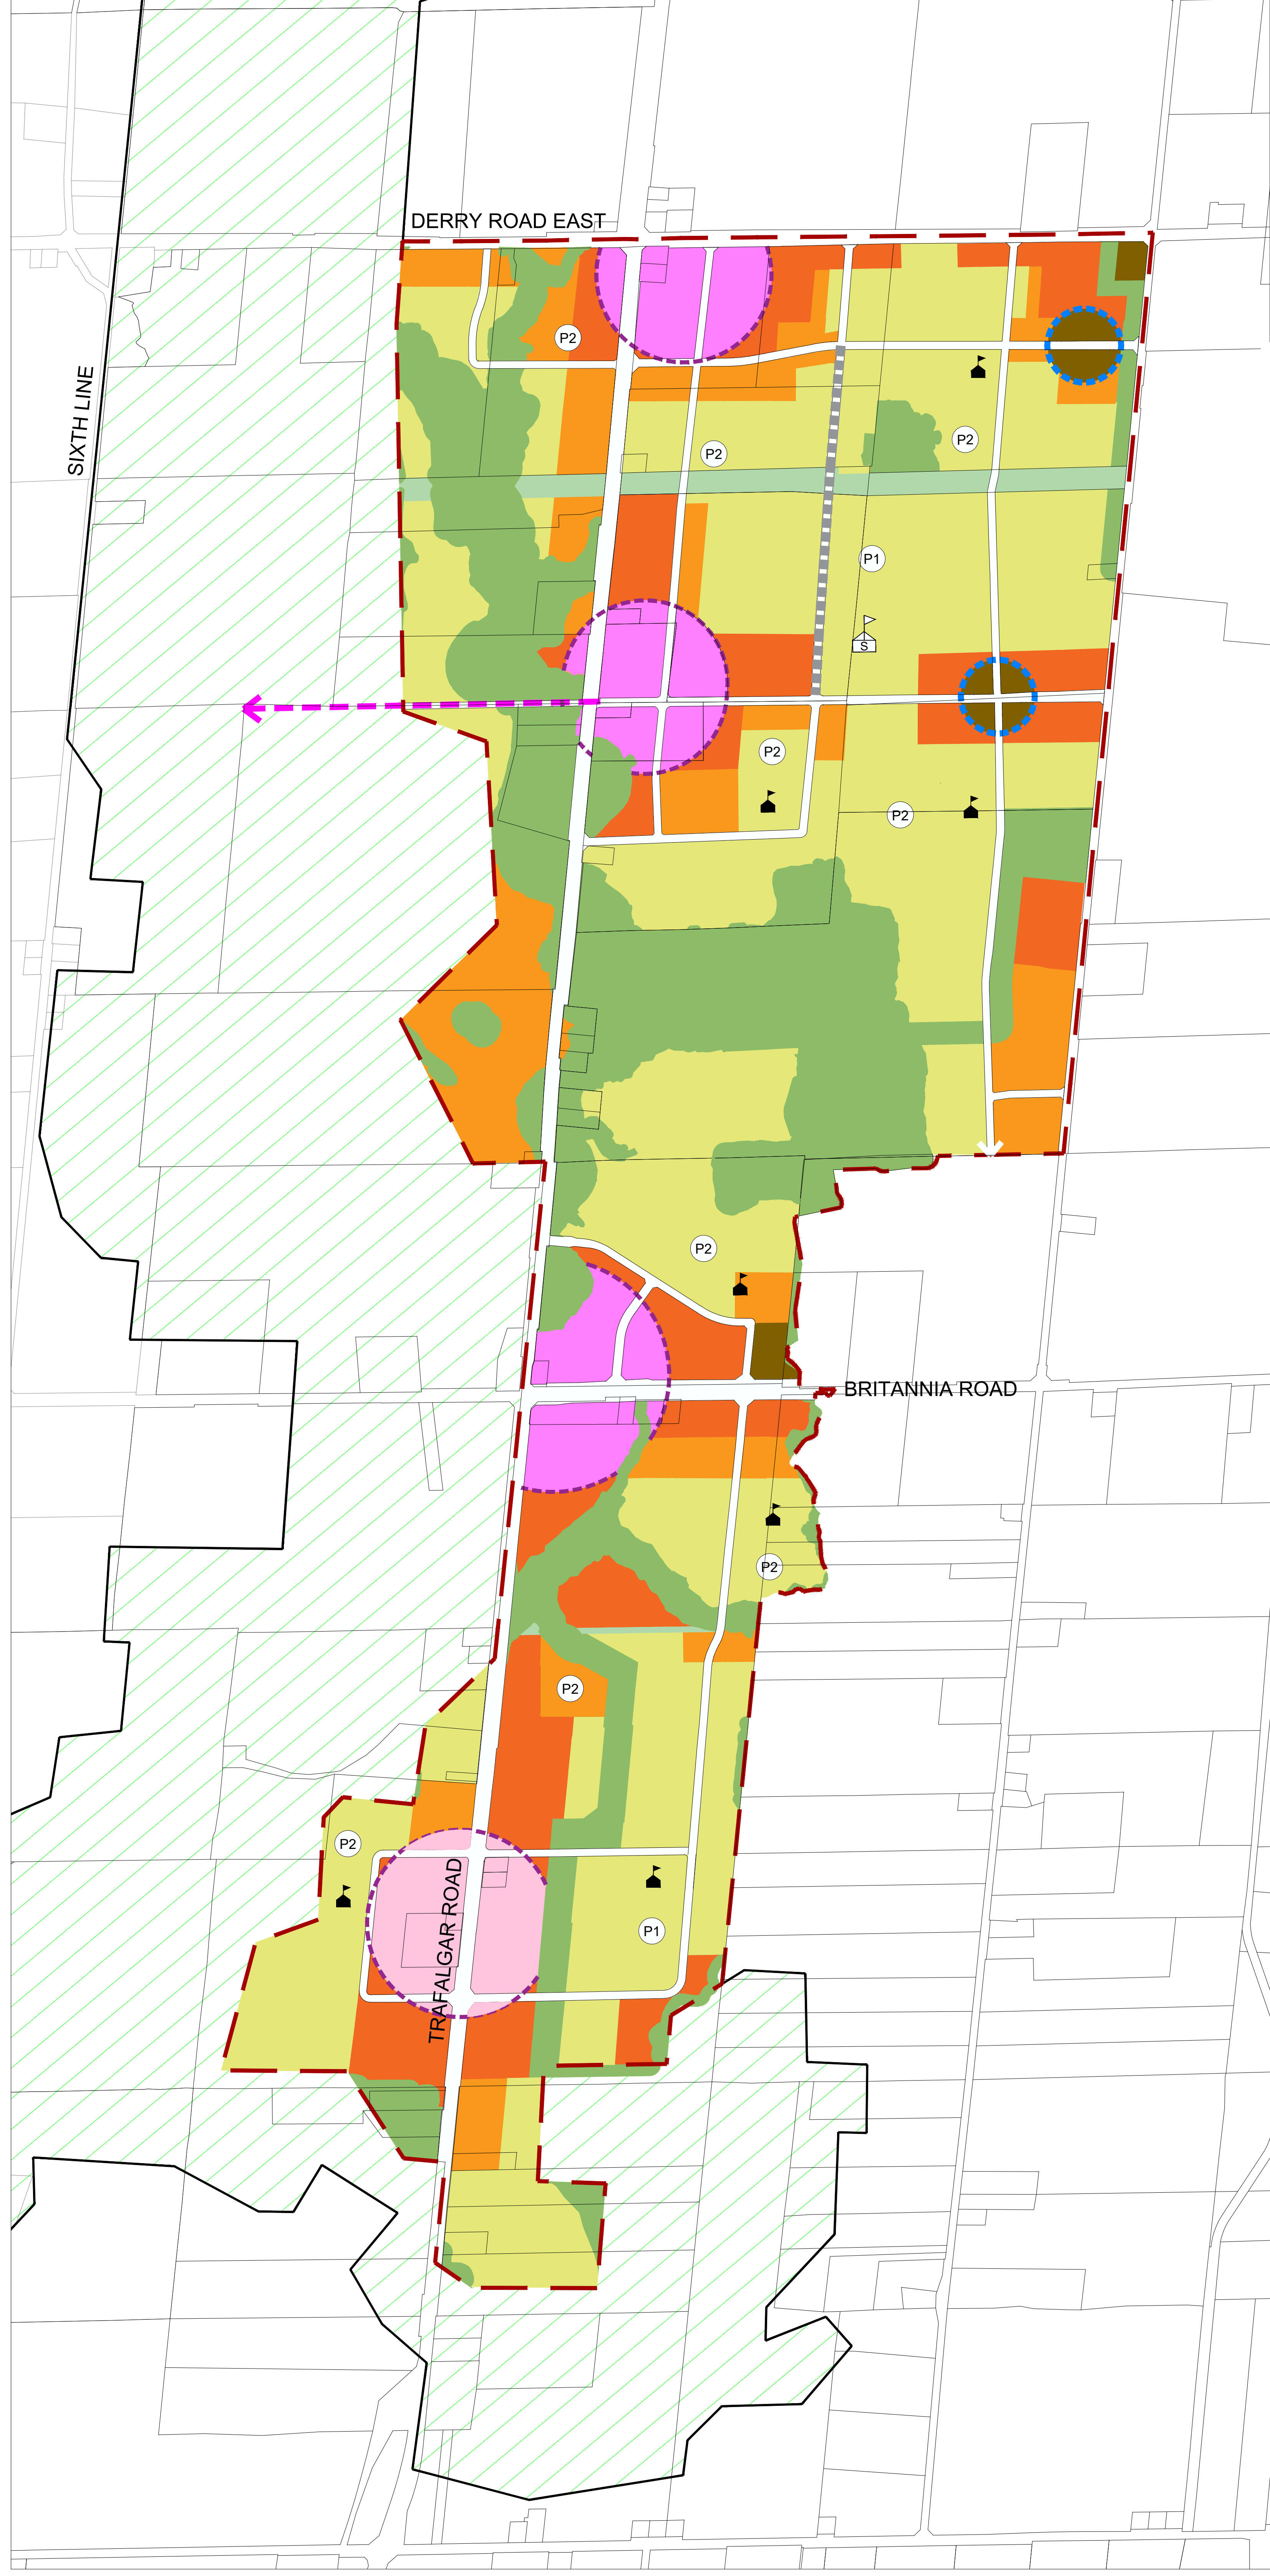 DERRY ROAD EAST
P2
SIXTH LINE
P2
P2
P1
S
P2
P2
P2
BRITANNIA ROAD
P2
P2
P2
P1
TRAFALGAR ROAD